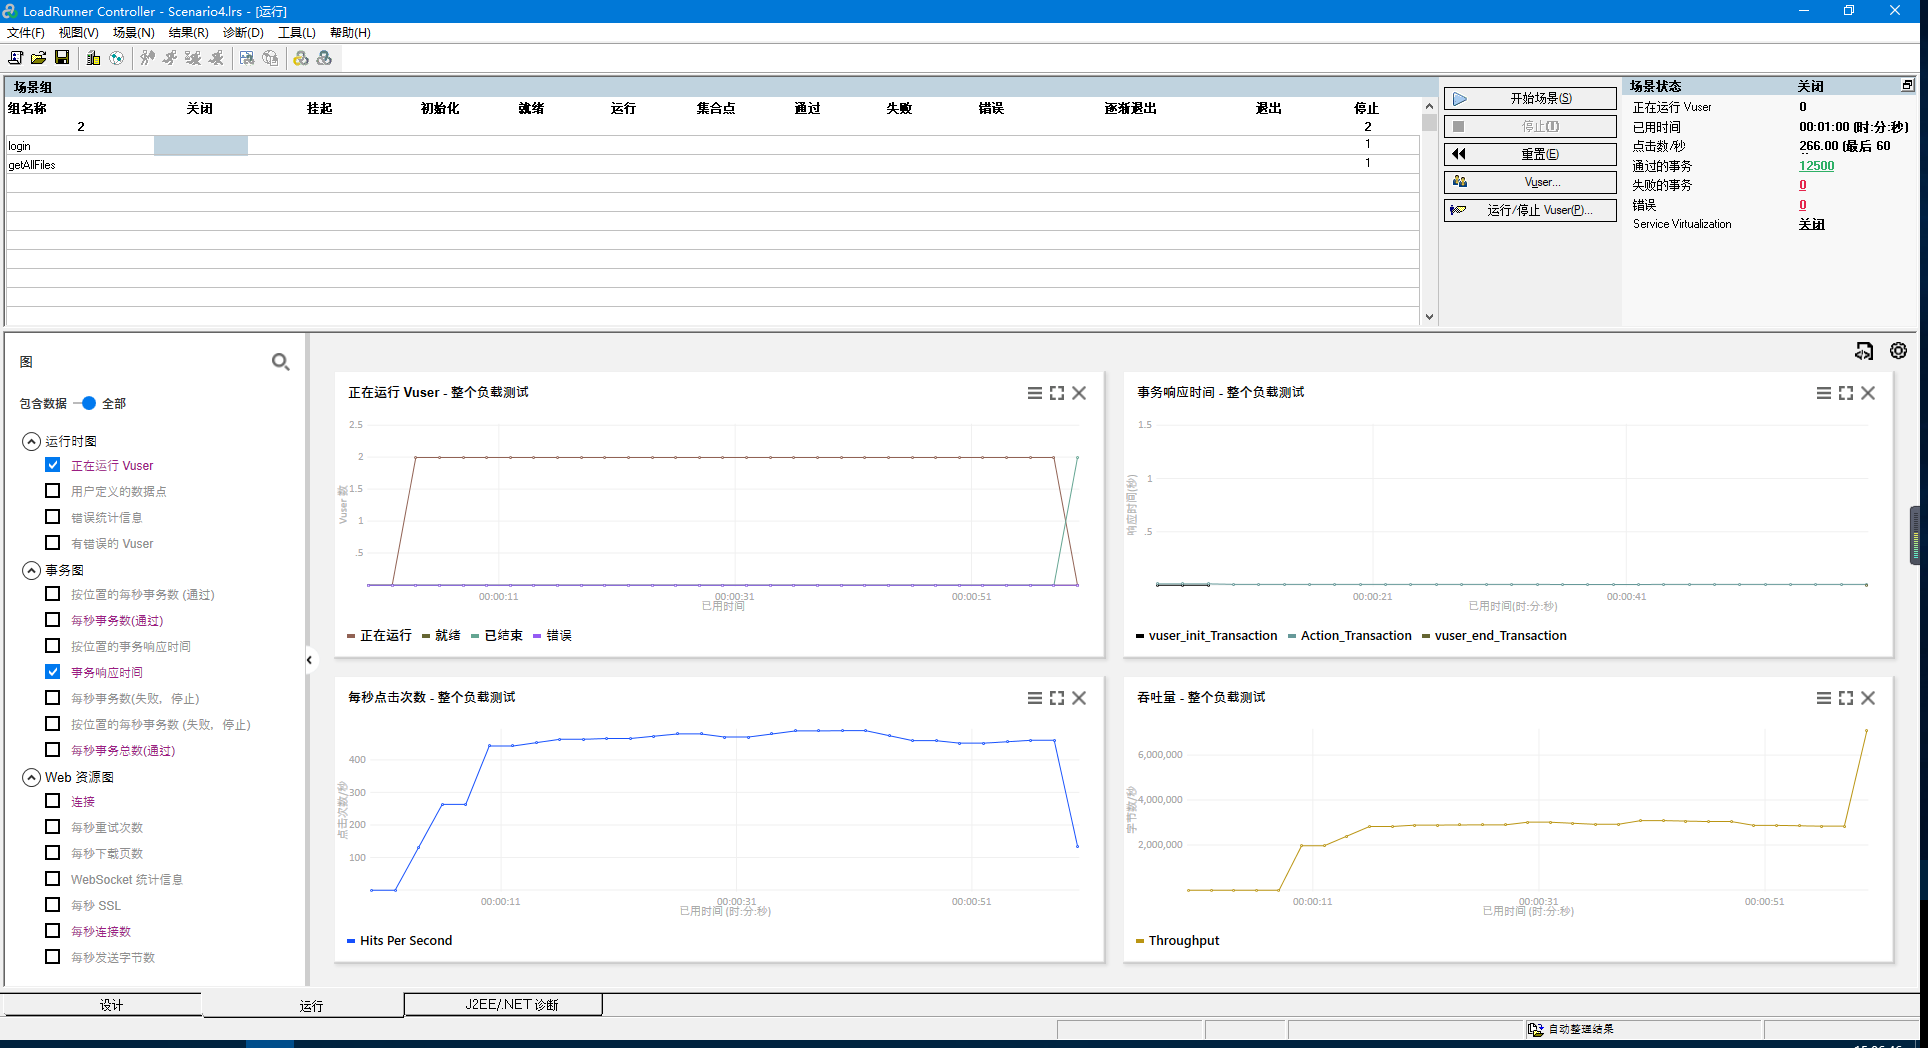 LoadRunner Controller - Scenario4.lrs - [运行]
文件(F) 视图(V) 场景(N) 结果(R) 诊断(D) 工具(L) 帮助(H)
场景组
组名称 关闭 挂起 初始化 就绪 运行 集合点 通过 失败 错误 逐渐退出 退出 停止
2 2
login 1
getAllFiles 1
开始场景(S)
停止(I)
重置(E)
Vuser...
运行/停止 Vuser(P)...
场景状态 关闭
正在运行 Vuser 0
已用时间 00:01:00 (时:分:秒)
点击数/秒 266.00 (最后 60
通过的事务 12500
失败的事务 0
错误 0
Service Virtualization 关闭
图
包含数据 全部
运行时图
正在运行 Vuser
用户定义的数据点
错误统计信息
有错误的 Vuser
事务图
按位置的每秒事务数 (通过)
每秒事务数(通过)
按位置的事务响应时间
事务响应时间
每秒事务数(失败, 停止)
按位置的每秒事务数 (失败, 停止)
每秒事务总数(通过)
Web 资源图
连接
每秒重试次数
每秒下载页数
WebSocket 统计信息
每秒 SSL
每秒连接数
每秒发送字节数
正在运行 Vuser - 整个负载测试
2.5
2
1.5
1
.5
Vuser 数
00:00:11 00:00:31 00:00:51
已用时间
正在运行 就绪 已结束 错误
事务响应时间 - 整个负载测试
1.5
1
.5
响应时间(秒)
00:00:21 00:00:41
已用时间(时:分:秒)
vuser_init_Transaction Action_Transaction vuser_end_Transaction
每秒点击次数 - 整个负载测试
400
300
200
100
点击次数/秒
00:00:11 00:00:31 00:00:51
已用时间 (时:分:秒)
Hits Per Second
吞吐量 - 整个负载测试
6,000,000
4,000,000
2,000,000
字节数/秒
00:00:11 00:00:31 00:00:51
已用时间 (时:分:秒)
Throughput
设计 运行 J2EE/.NET 诊断
自动整理结果